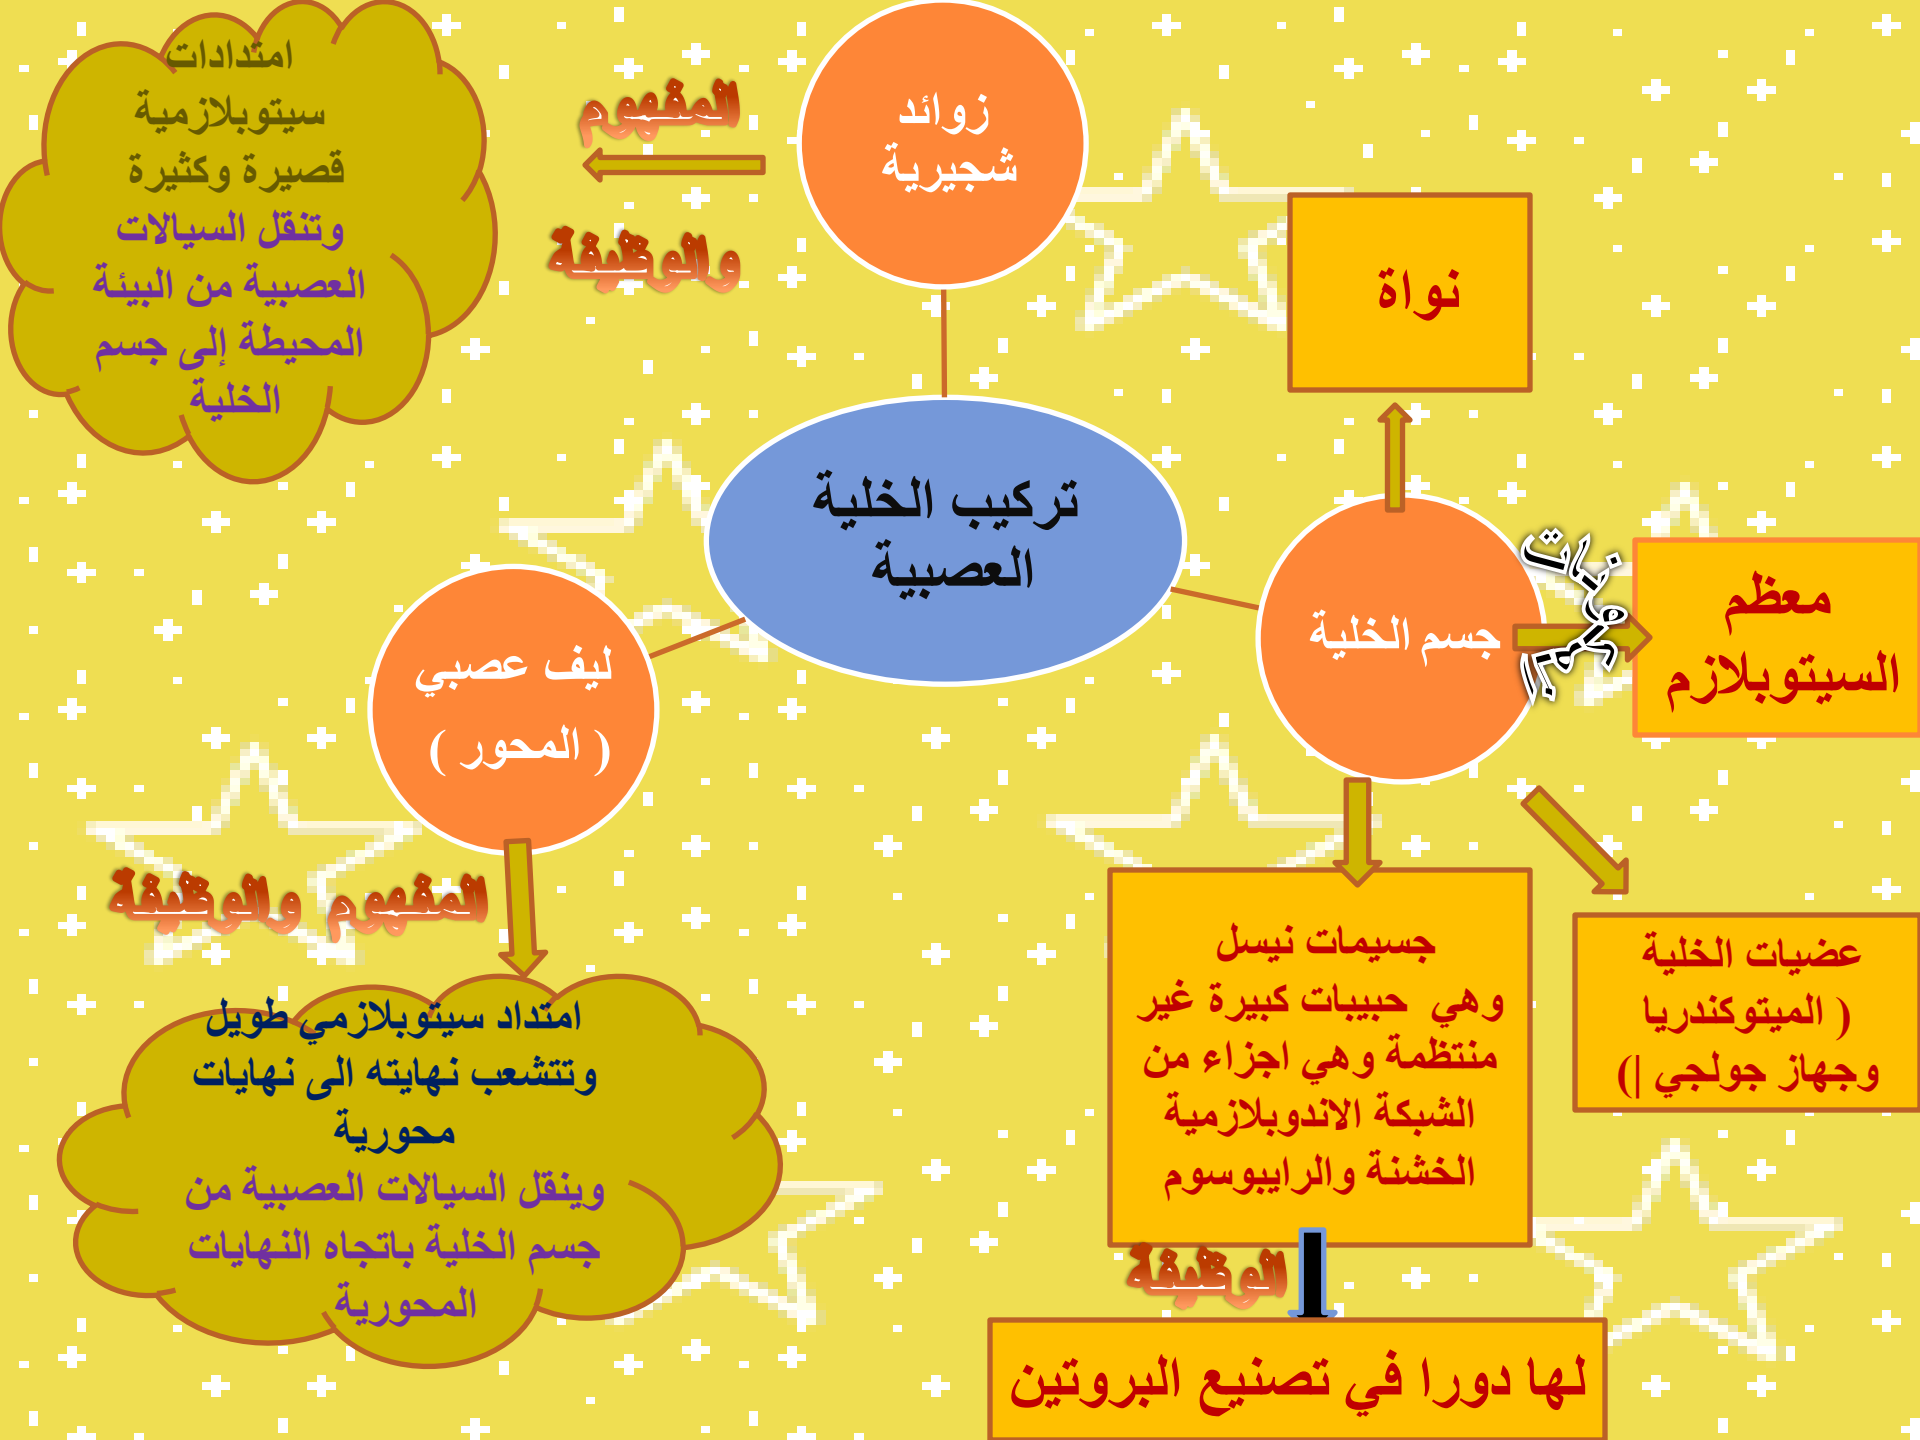 زوائد
شجيرية
المفهوم
والوظيفة
امتدادات
سيتوبلازمية
قصيرة وكثيرة
وتنقل السيالات
العصبية من البيئة
المحيطة إلى جسم
الخلية
تركيب الخلية
العصبية
نواة
جسم الخلية
المكونات
معظم
السيتوبلازم
عضيات الخلية
( الميتوكندريا
وجهاز جولجي |)
جسيمات نيسل
وهي حبيبات كبيرة غير
منتظمة وهي اجزاء من
الشبكة الاندوبلازمية
الخشنة والرايبوسوم
الوظيفة
لها دورا في تصنيع البروتين
ليف عصبي
( المحور )
المفهوم والوظيفة
امتداد سيتوبلازمي طويل
وتتشعب نهايته الى نهايات
محورية
وينقل السيالات العصبية من
جسم الخلية باتجاه النهايات
المحورية